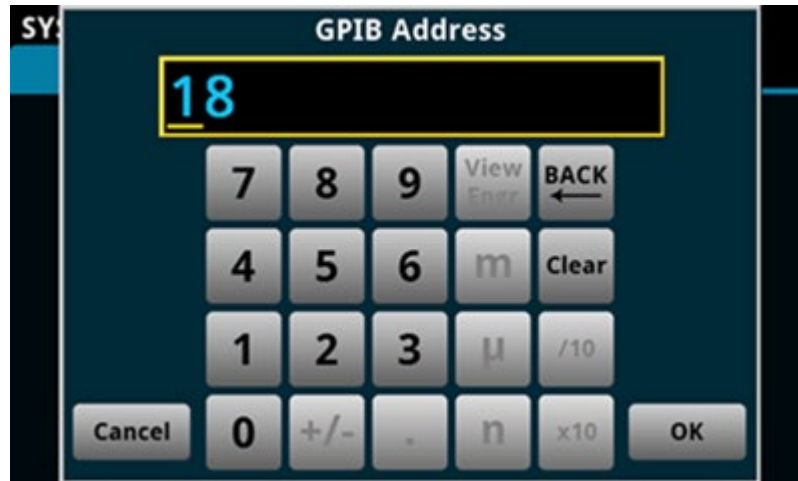 SYS
GPIB Address
18
7 8 9 View Engr BACK
4 5 6 m Clear
1 2 3 µ /10
Cancel 0 +/- . n x10 OK